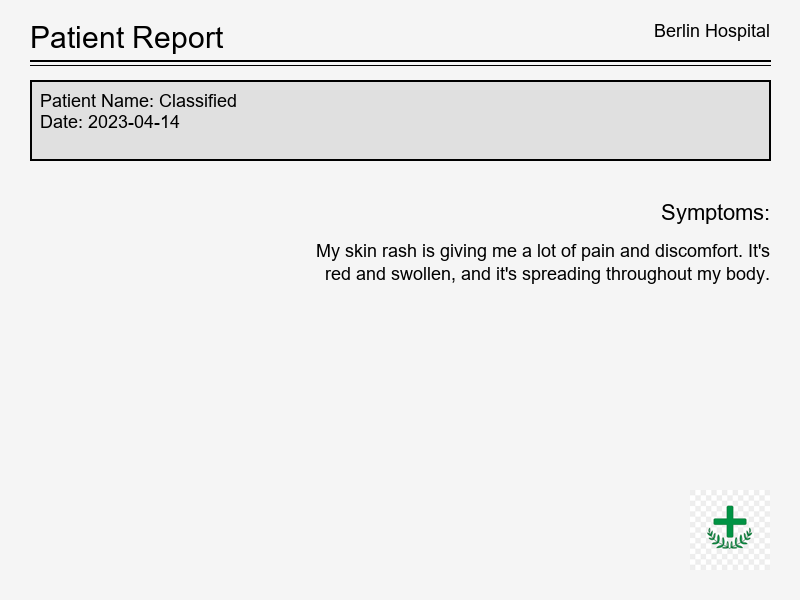 Patient Report
Berlin Hospital
Patient Name: Classified
Date: 2023-04-14
Symptoms:
My skin rash is giving me a lot of pain and discomfort. It's
red and swollen, and it's spreading throughout my body.